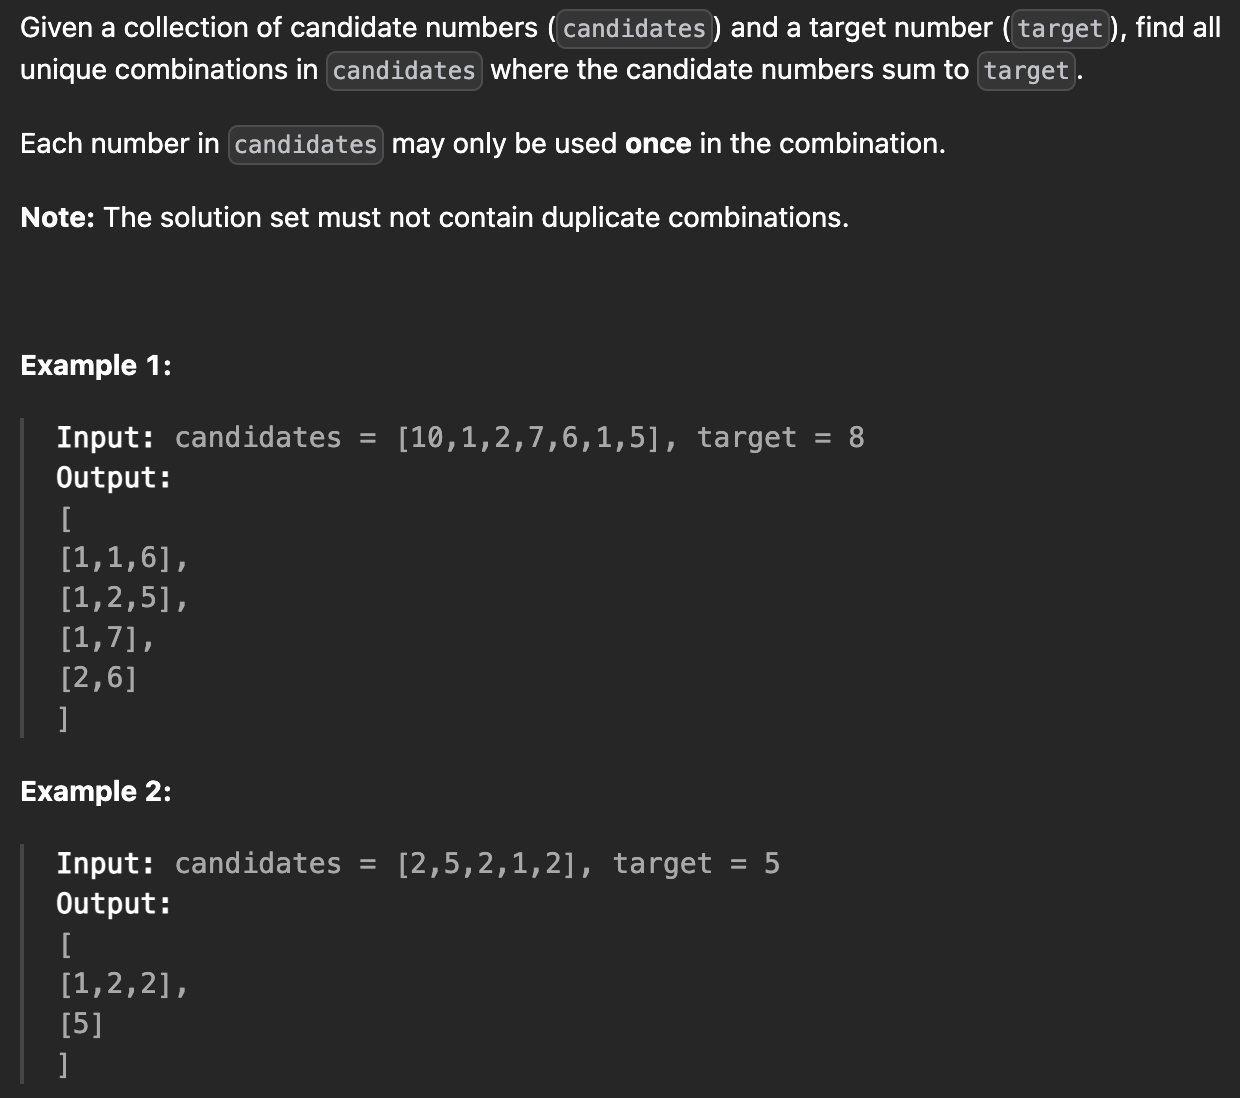 Given a collection of candidate numbers (candidates) and a target number (target), find all
unique combinations in candidates where the candidate numbers sum to target.
Each number in candidates may only be used once in the combination.
Note: The solution set must not contain duplicate combinations.
Example 1:
Input: candidates = [10,1,2,7,6,1,5], target = 8
Output:
[
[1,1,6],
[1,2,5],
[1,7],
[2,6]
]
Example 2:
Input: candidates = [2,5,2,1,2], target = 5
Output:
[
[1,2,2],
[5]
]